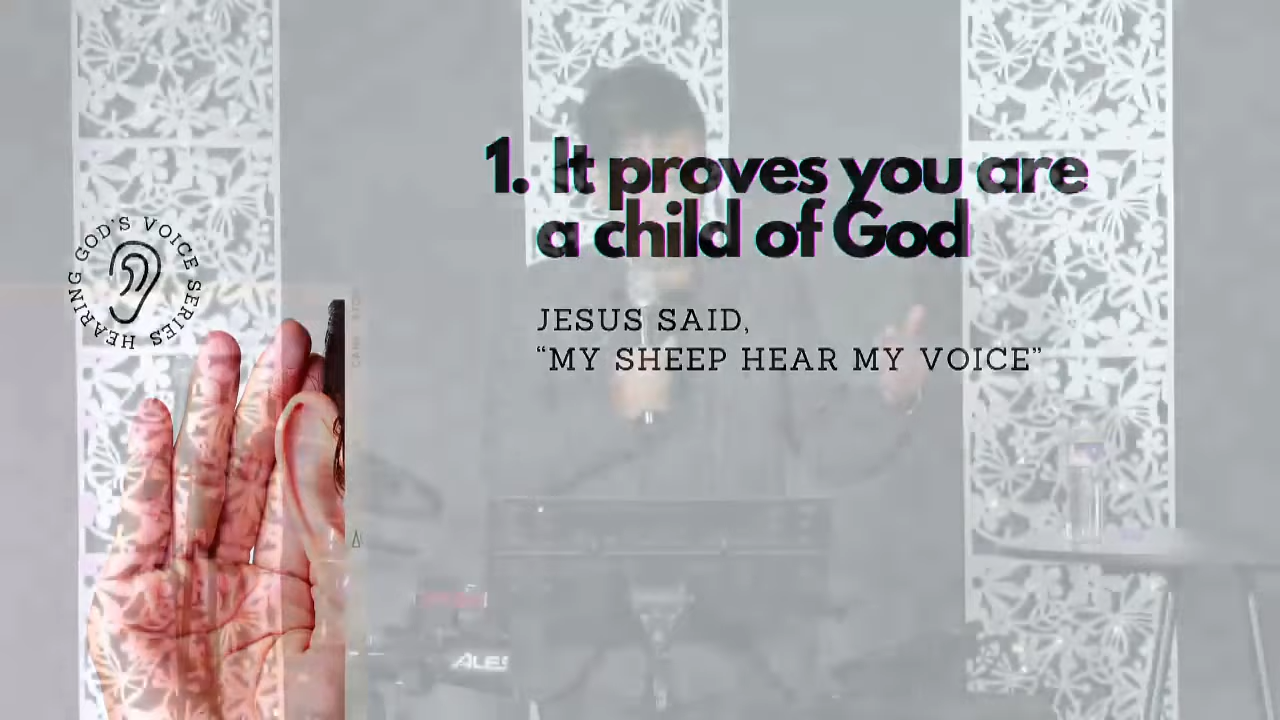 1. It proves you are
a child of God
JESUS SAID,
“MY SHEEP HEAR MY VOICE”
HEARING GOD'S VOICE SERIES
ALES